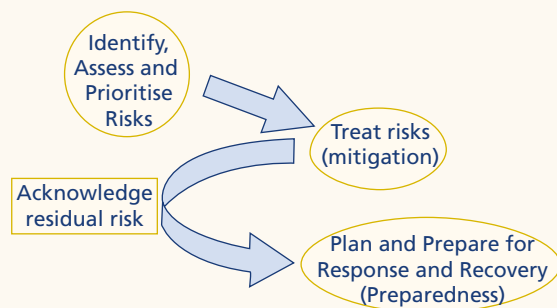 Identify,
Assess and
Prioritise
Risks
Treat risks
(mitigation)
Acknowledge
residual risk
Plan and Prepare for
Response and Recovery
(Preparedness)